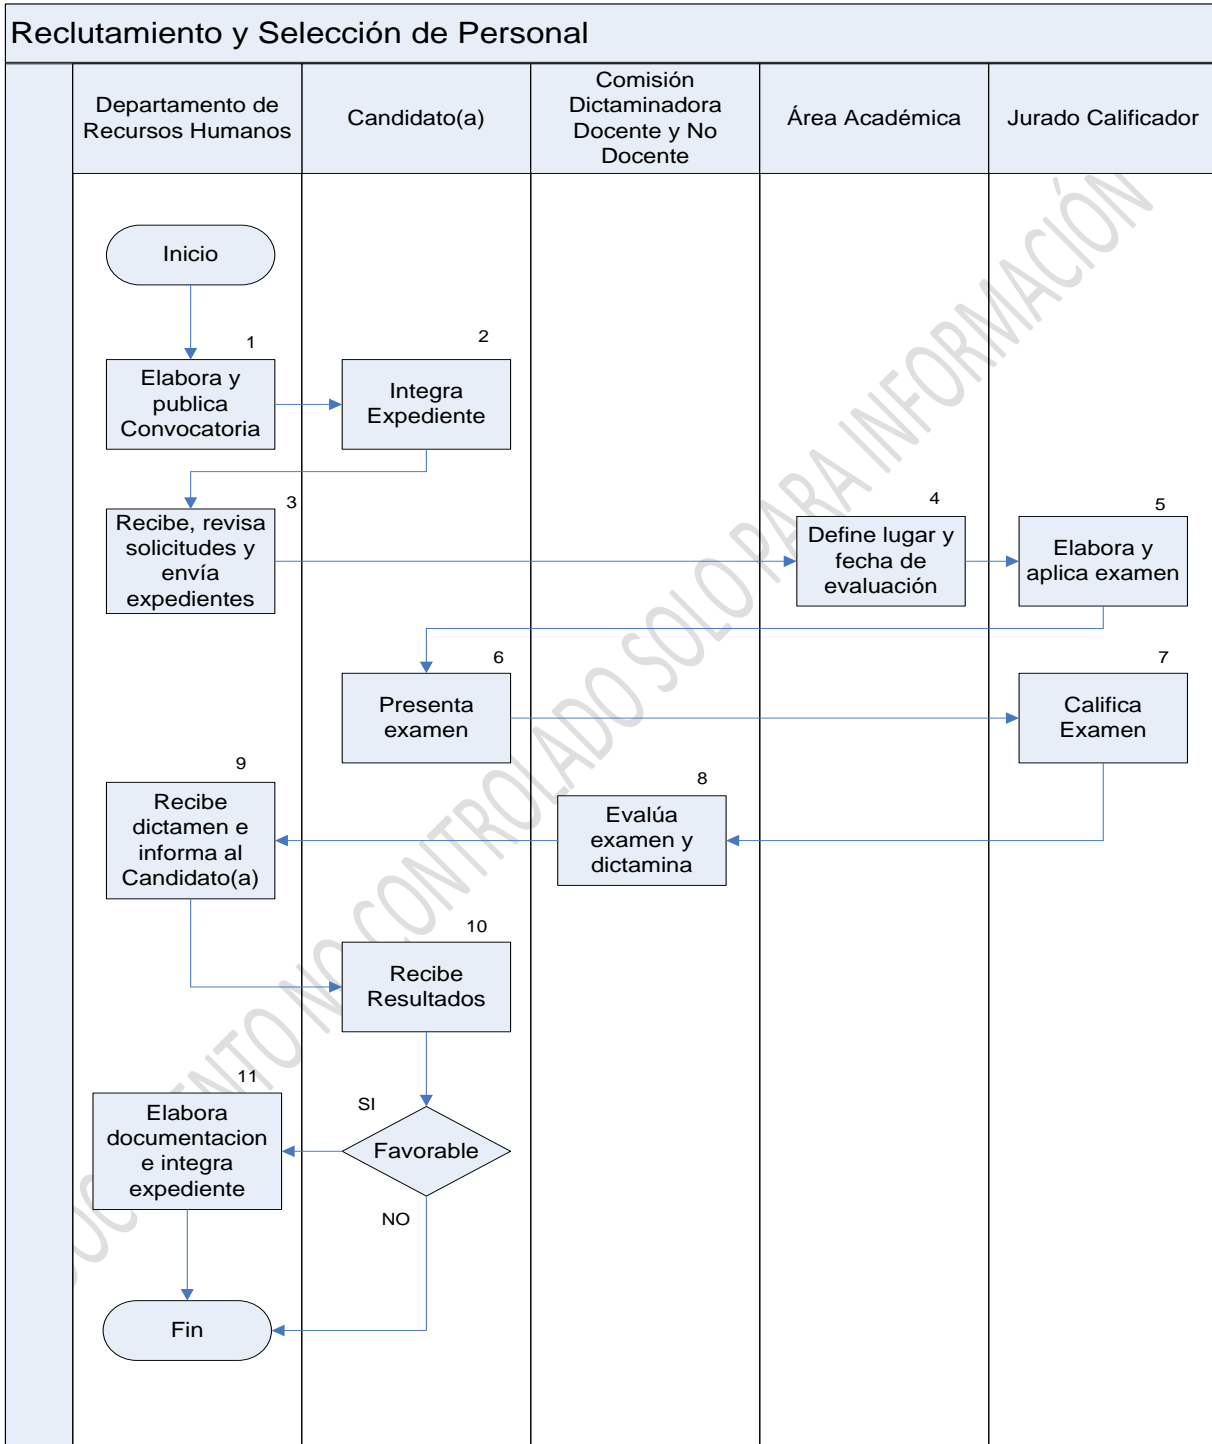 Reclutamiento y Selección de Personal
Departamento de
Recursos Humanos
Candidato(a)
Comisión
Dictaminadora
Docente y No
Docente
Área Académica
Jurado Calificador
Inicio
1
Elabora y
publica
Convocatoria
2
Integra
Expediente
3
Recibe, revisa
solicitudes y
envía
expedientes
4
Define lugar y
fecha de
evaluación
5
Elabora y
aplica examen
6
Presenta
examen
7
Califica
Examen
8
Evalúa
examen y
dictamina
9
Recibe
dictamen e
informa al
Candidato(a)
10
Recibe
Resultados
Favorable
SI
NO
11
Elabora
documentacion
e integra
expediente
Fin
DOCUMENTO NO CONTROLADO SOLO PARA INFORMACIÓN